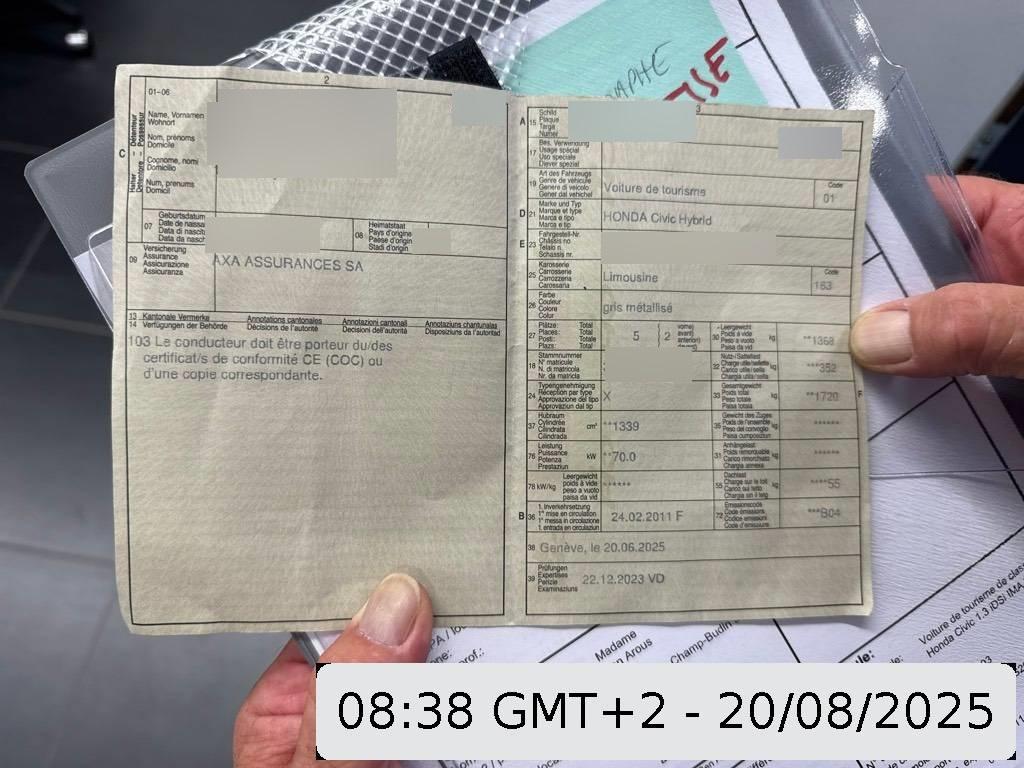 APHE
2
01–06
Name, Vornamen
Wohnort
Nom, prénoms
Domicile
Cognome, nomi
Domicilio
Num, prenums
Domicil
C
07
Geburtsdatum
Date de naissa
Data di nascit
Data da nasch
08
Heimatstaat
Pays d'origine
Paese d'origine
Stadi d'origin
09
Versicherung
Assurance
Assicurazione
Assicuranza
AXA ASSURANCES SA
13 Kantonale Vermerke
14 Verfügungen der Behörde
Annotations cantonales
Décisions de l'autorité
Annotazioni cantonali
Decisioni dell'autorità
Annotaziuns chantunalas
Disposiziuns da l'autoritad
103 Le conducteur doit être porteur du/des
certificat/s de conformité CE (COC) ou
d'une copie correspondante.
3
A 15
Schild
Plaque
Targa
Numer
17
Bes. Verwendung
Usage spécial
Uso speciale
Diever spezial
19
Art des Fahrzeugs
Genre de véhicule
Genere di veicolo
Gener dal vehichel
Voiture de tourisme
Code
01
D 21
Marke und Typ
Marque et type
Marca e tipo
Marca e tip
HONDA Civic Hybrid
E 23
Fahrgestell-Nr.
Châssis no
Telaio n.
Schassis nr.
25
Karosserie
Carrosserie
Carrozzeria
Carossaria
Limousine
Code
163
26
Farbe
Couleur
Colore
Colur
gris métallisé
27
Plätze: Total
Places: Total
Posti: Totale
Plazs: Total
5
2
vorne)
avant)
anteriori)
davant)
30
Leergewicht
Poids à vide
Peso a vuoto
Paisa da vid
kg
**1368
18
Stammnummer
N° matricule
N. di matricola
Nr. da matricla
32
Nutz-/Sattellast
Charge utile/sellette
Carico utile/sella
Chargia utila/sella
kg
***352
24
Typengenehmigung
Réception par type
Approvazione del tipo
Approvaziun dal tip
X
33
Gesamtgewicht
Poids total
Peso totale
Paisa totala
kg
**1720
F
37
Hubraum
Cylindrée
Cilindrata
Cilindrada
cm³
**1339
35
Gewicht des Zuges
Poids de l'ensemble
Peso del convoglio
Paisa cumposiziun
kg
******
76
Leistung
Puissance
Potenza
Prestaziun
kW
**70.0
31
Anhängelast
Poids remorquable
Carico rimorchiato
Chargia annexa
kg
******
78 kW/kg
Leergewicht
poids à vide
peso a vuoto
paisa da vid
******
55
Dachlast
Charge sur le toit
Carico sul tetto
Chargia sin il tetg
kg
****55
B 36
1. Inverkehrsetzung
1re mise en circulation
1a messa in circolazione
1. entrada en circulaziun
24.02.2011 F
72
Emissionscode
Code émissions
Codice emissioni
Code d'emissiuns
***B04
38 Genève, le 20.06.2025
39
Prüfungen
Expertises
Perizie
Examinaziuns
22.12.2023 VD
Madame
Arous
Champ-Budin
Voiture de tourisme de
Honda Civic 1.3 iDSi IMA
08:38 GMT+2 - 20/08/2025